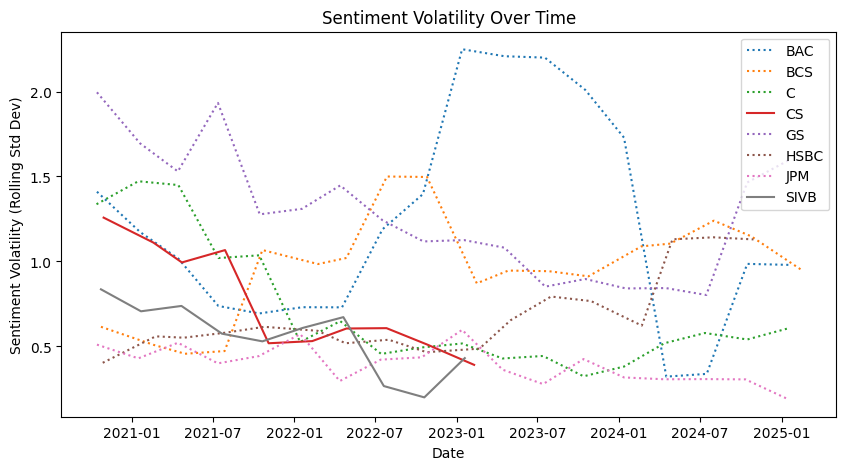 Sentiment Volatility Over Time
Sentiment Volatility (Rolling Std Dev)
2.0
1.5
1.0
0.5
BAC
BCS
C
CS
GS
HSBC
JPM
SIVB
2021-01 2021-07 2022-01 2022-07 2023-01 2023-07 2024-01 2024-07 2025-01
Date